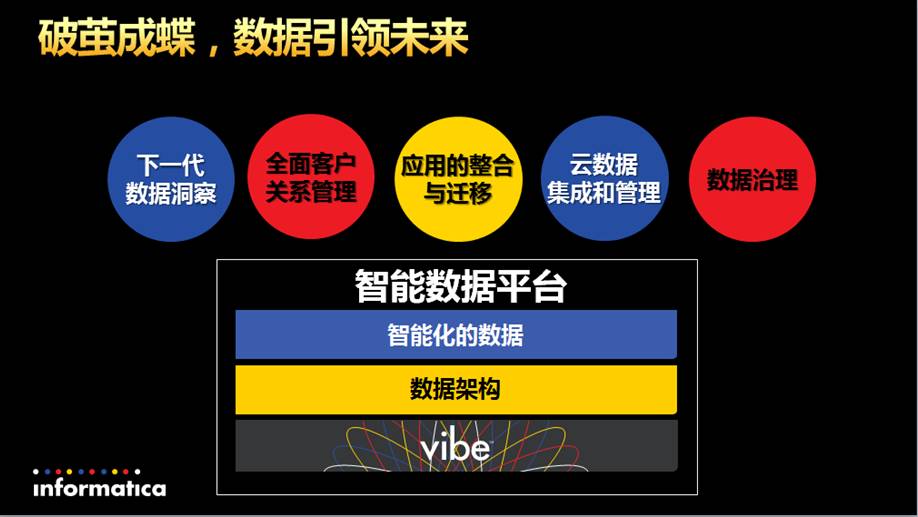 破茧成蝶，数据引领未来
下一代
数据洞察
全面客户
关系管理
应用的整合
与迁移
云数据
集成和管理
数据治理
智能数据平台
智能化的数据
数据架构
vibe™
informatica